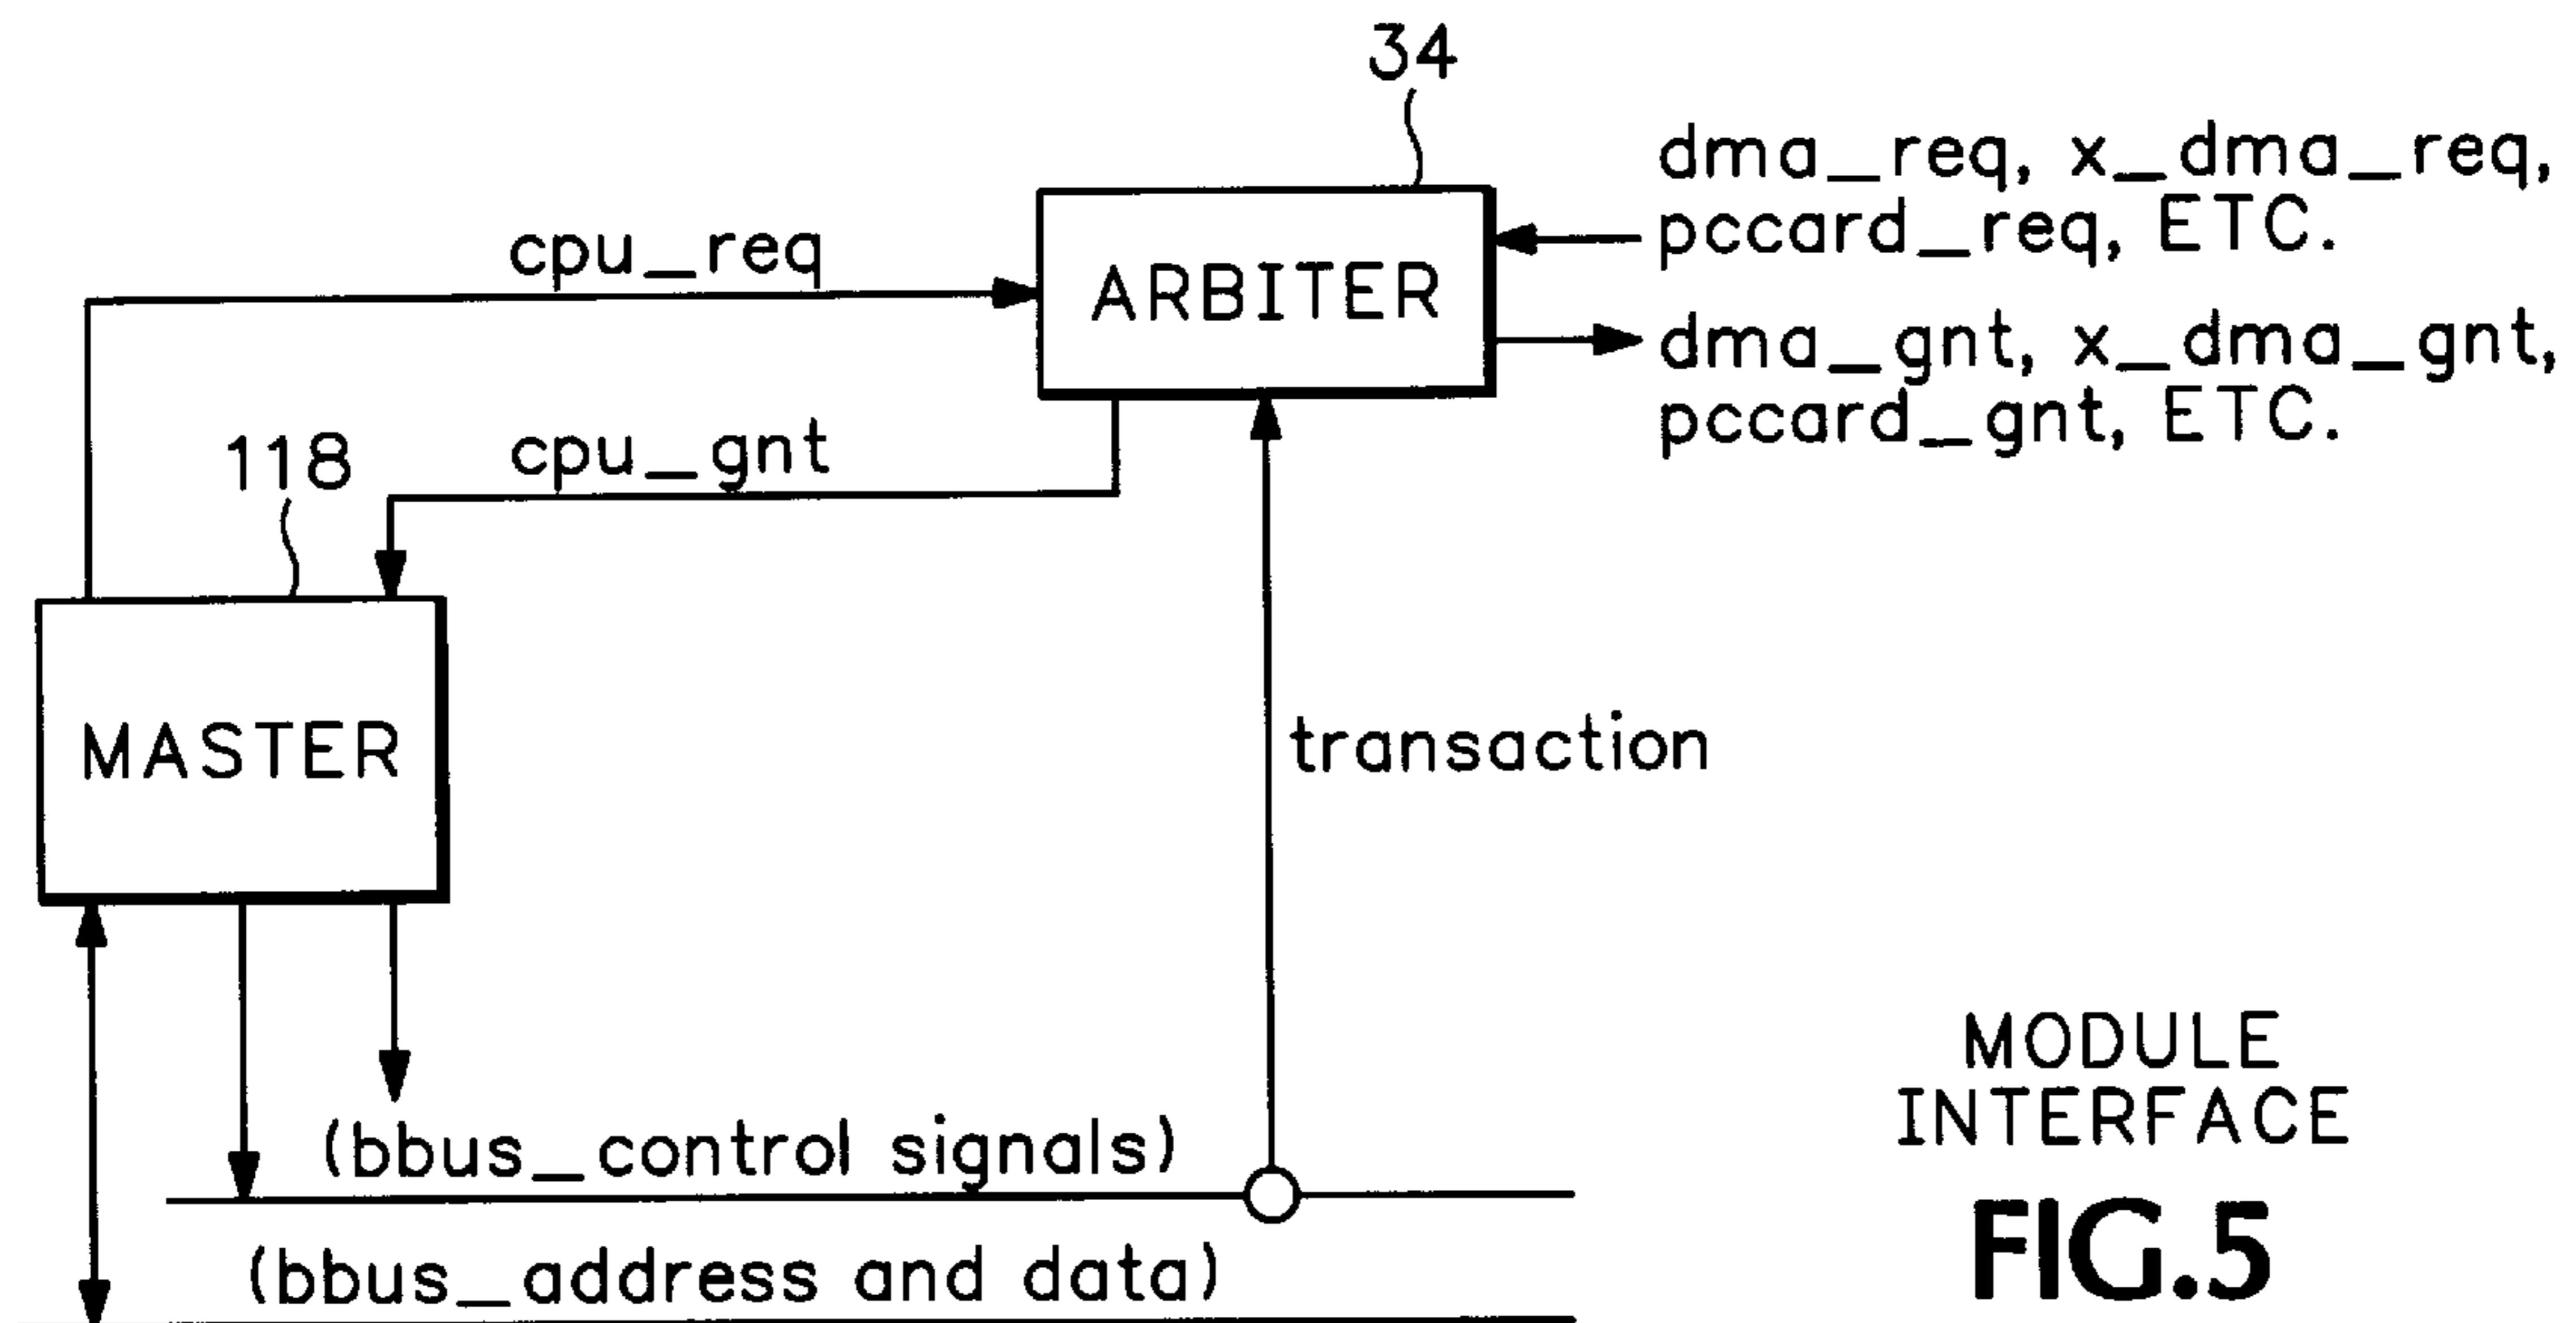 34
dma_req, x_dma_req,
pccard_req, ETC.
cpu_req
ARBITER
dma_gnt, x_dma_gnt,
pccard_gnt, ETC.
118
cpu_gnt
MASTER
transaction
(bbus_control signals)
(bbus_address and data)
MODULE
INTERFACE
FIG.5